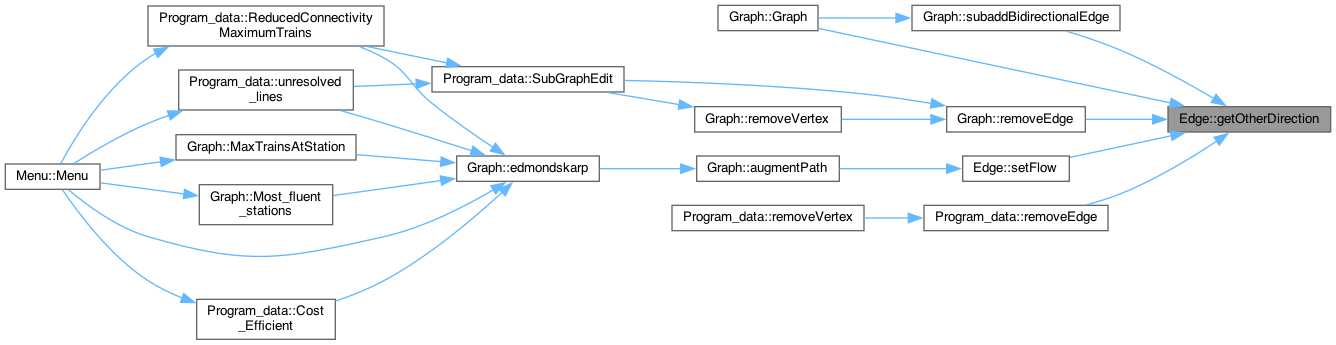 Program_data::ReducedConnectivity
MaximumTrains
Graph::Graph
Graph::subaddBidirectionalEdge
Program_data::unresolved
_lines
Program_data::SubGraphEdit
Graph::removeVertex
Graph::removeEdge
Edge::getOtherDirection
Menu::Menu
Graph::MaxTrainsAtStation
Graph::edmondskarp
Graph::augmentPath
Edge::setFlow
Graph::Most_fluent
_stations
Program_data::removeVertex
Program_data::removeEdge
Program_data::Cost
_Efficient